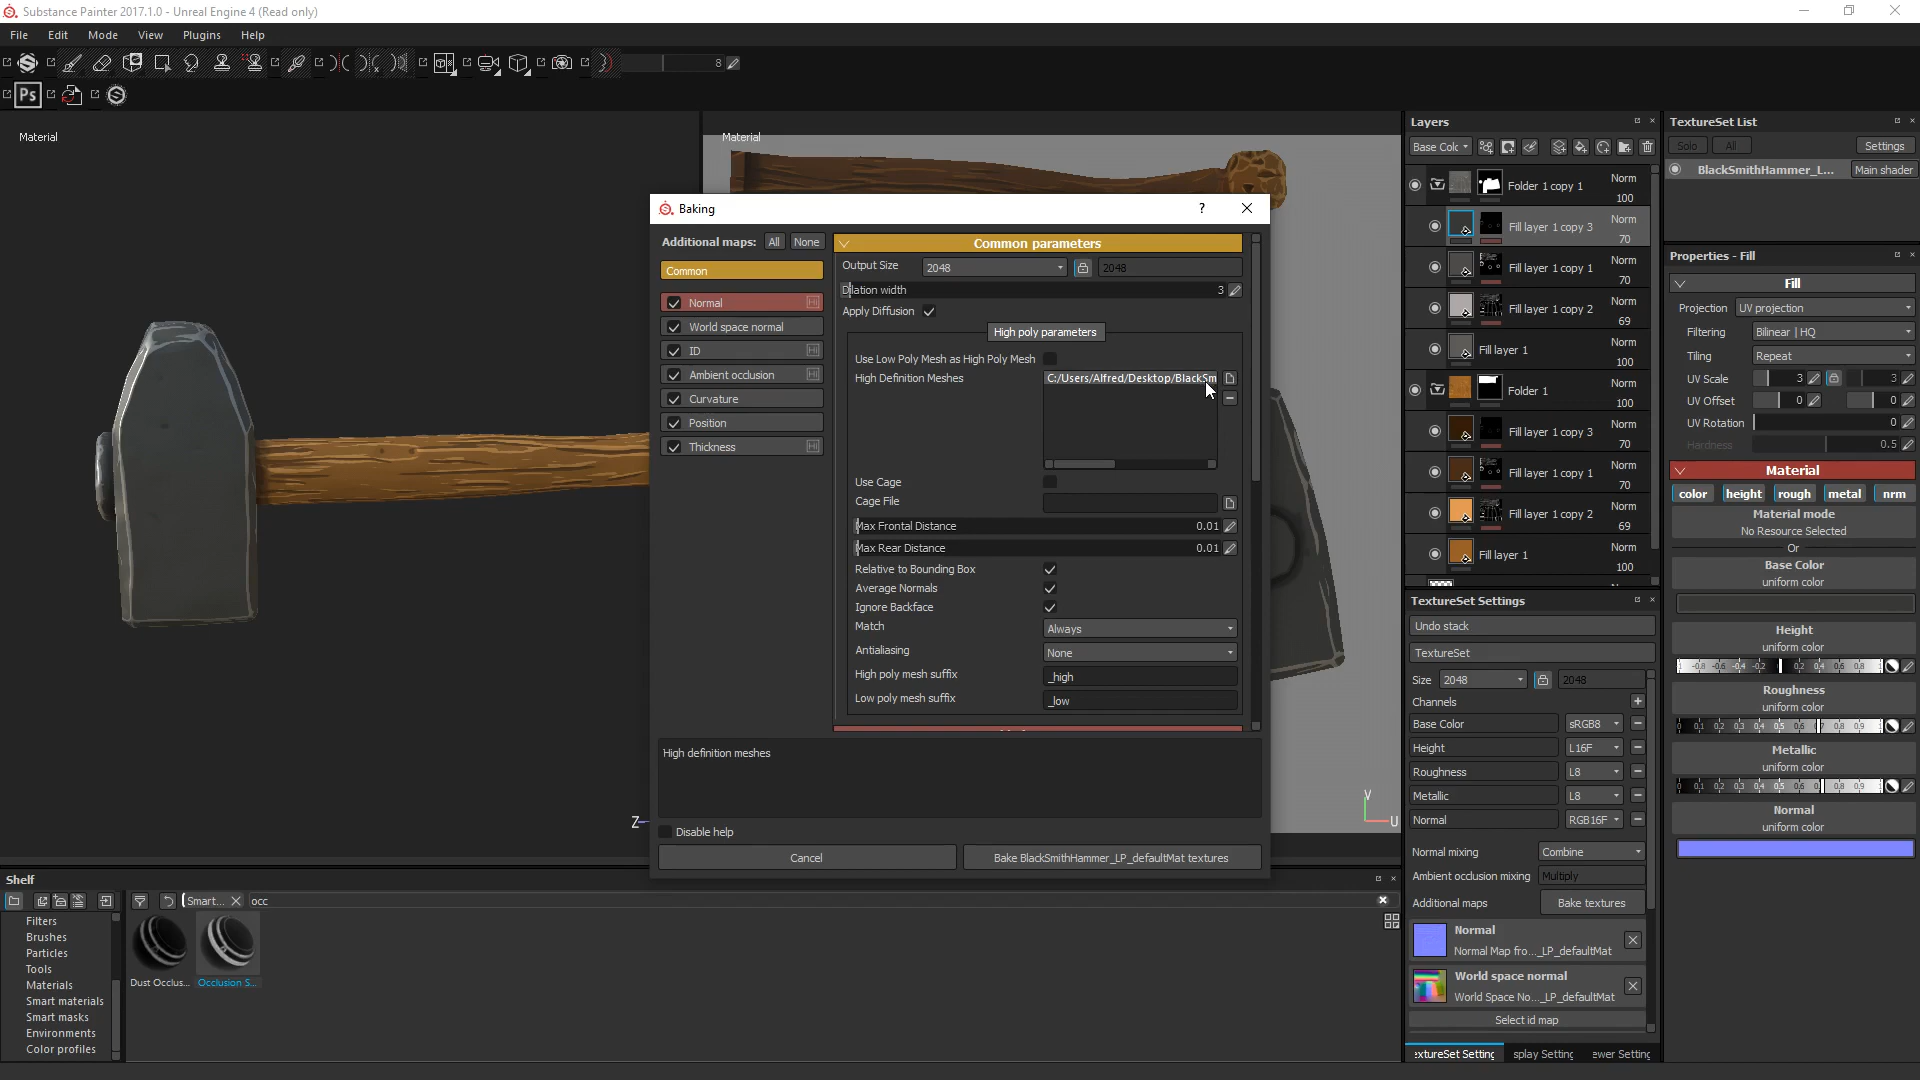 Substance Painter 2017.1.0 - Unreal Engine 4 (Read only)
File Edit Mode View Plugins Help
8
Ps
Material
Material
Baking
?
Additional maps: All None
Common
Normal
World space normal
ID
Ambient occlusion
Curvature
Position
Thickness
Common parameters
Output Size 2048 2048
Dilation width 3
Apply Diffusion
High poly parameters
Use Low Poly Mesh as High Poly Mesh
High Definition Meshes C:/Users/Alfred/Desktop/BlackSm
Use Cage
Cage File
Max Frontal Distance 0.01
Max Rear Distance 0.01
Relative to Bounding Box
Average Normals
Ignore Backface
Match Always
Antialiasing None
High poly mesh suffix _high
Low poly mesh suffix _low
High definition meshes
Disable help
Cancel
Bake BlackSmithHammer_LP_defaultMat textures
Z
V
U
Layers
Base Colc
Folder 1 copy 1 Norm 100
Fill layer 1 copy 3 Norm 70
Fill layer 1 copy 1 Norm 70
Fill layer 1 copy 2 Norm 69
Fill layer 1 Norm 100
Folder 1 Norm 100
Fill layer 1 copy 3 Norm 70
Fill layer 1 copy 1 Norm 70
Fill layer 1 copy 2 Norm 69
Fill layer 1 Norm 100
TextureSet Settings
Undo stack
TextureSet
Size 2048 2048
Channels
Base Color sRGB8
Height L16F
Roughness L8
Metallic L8
Normal RGB16F
Normal mixing Combine
Ambient occlusion mixing Multiply
Additional maps Bake textures
Normal
Normal Map fro..._LP_defaultMat
World space normal
World Space No..._LP_defaultMat
Select id map
extureSet Setting splay Setting ewer Setting
TextureSet List
Solo All Settings
BlackSmithHammer_L... Main shader
Properties - Fill
Fill
Projection UV projection
Filtering Bilinear | HQ
Tiling Repeat
UV Scale 3 3
UV Offset 0 0
UV Rotation 0
Hardness 0.5
Material
color height rough metal nrm
Material mode
No Resource Selected
Or
Base Color
uniform color
Height
uniform color
Roughness
uniform color
Metallic
uniform color
Normal
uniform color
Shelf
Smart... occ
Filters
Brushes
Particles
Tools
Materials
Smart materials
Smart masks
Environments
Color profiles
Dust Occlus... Occlusion S...